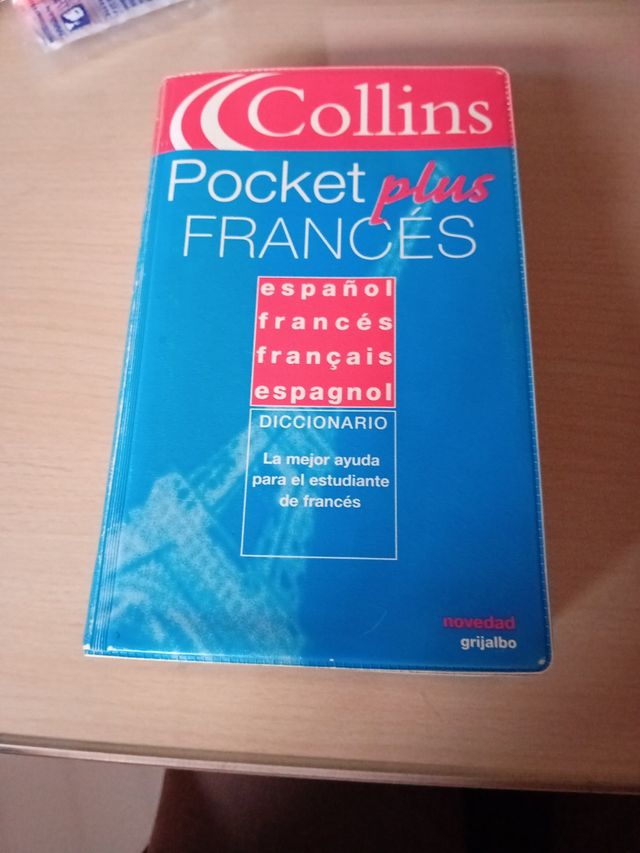 Collins
Pocket plus
FRANCÉS
español
francés
français
espagnol
DICCIONARIO
La mejor ayuda
para el estudiante
de francés
novedad
grijalbo